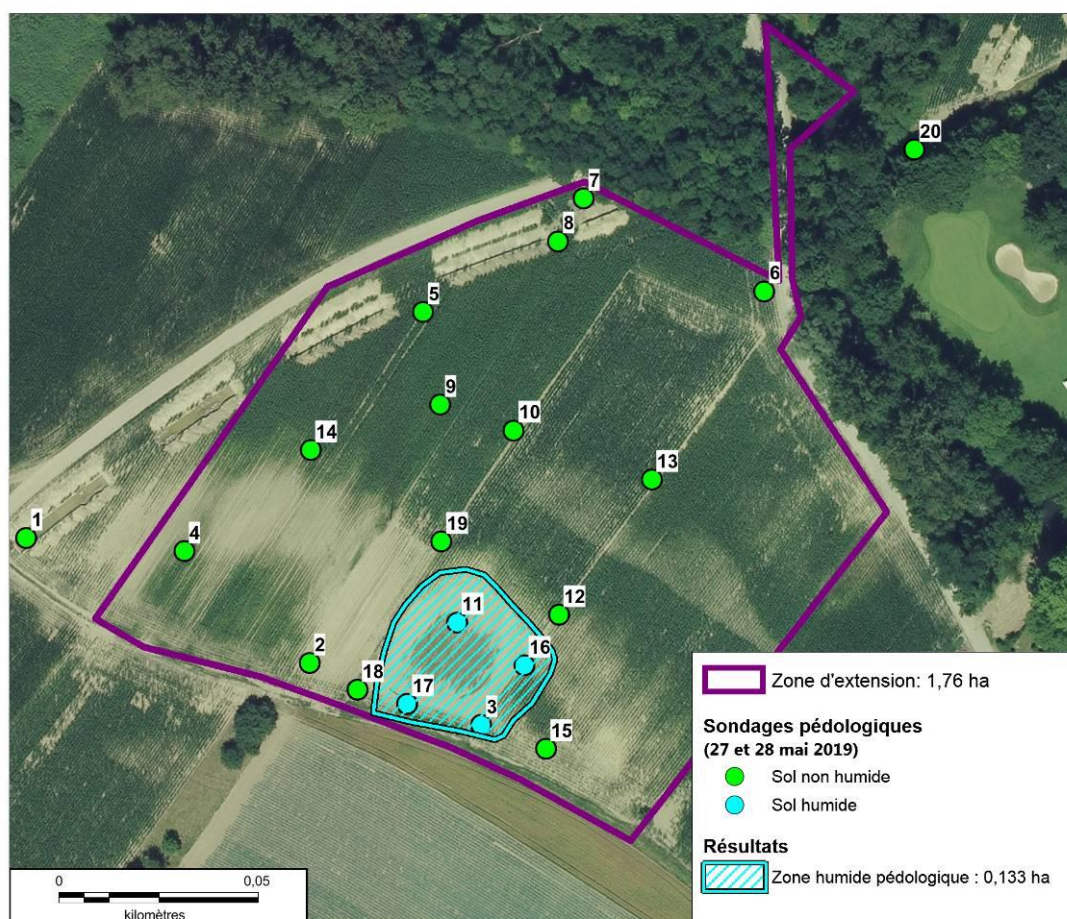 20
7
8
6
5
9
10
14
13
1
19
4
12
11
16
2
18
17
3
15
Zone d'extension: 1,76 ha
Sondages pédologiques
(27 et 28 mai 2019)
Sol non humide
Sol humide
Résultats
Zone humide pédologique : 0,133 ha
0 0,05
kilomètres